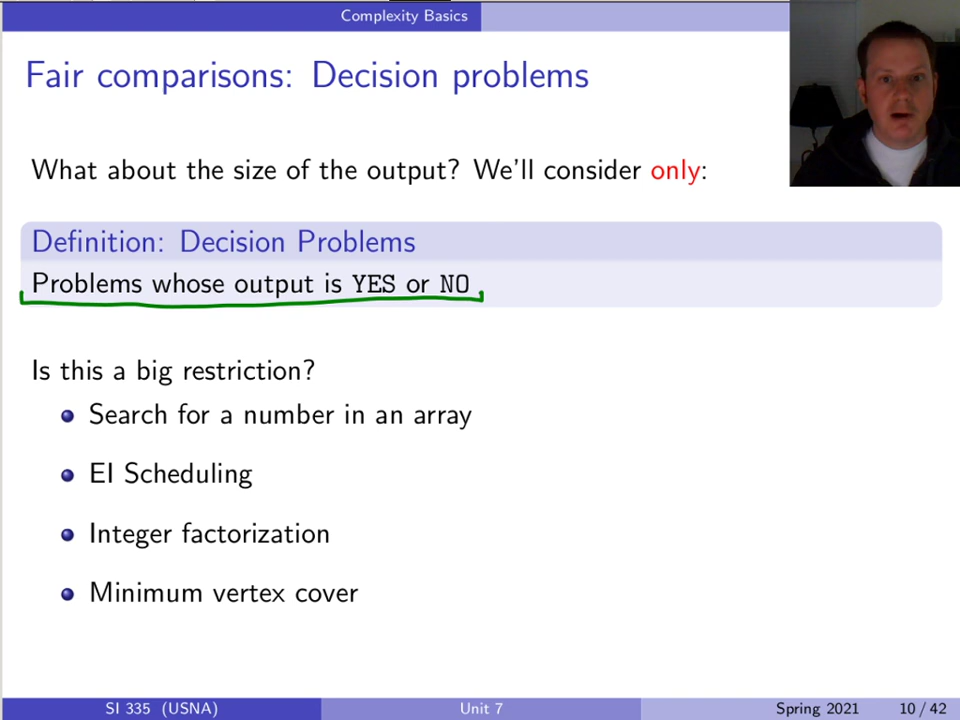 Complexity Basics
Fair comparisons: Decision problems
What about the size of the output? We'll consider only:
Definition: Decision Problems
Problems whose output is YES or NO
Is this a big restriction?
Search for a number in an array
EI Scheduling
Integer factorization
Minimum vertex cover
SI 335 (USNA) Unit 7 Spring 2021 10 / 42